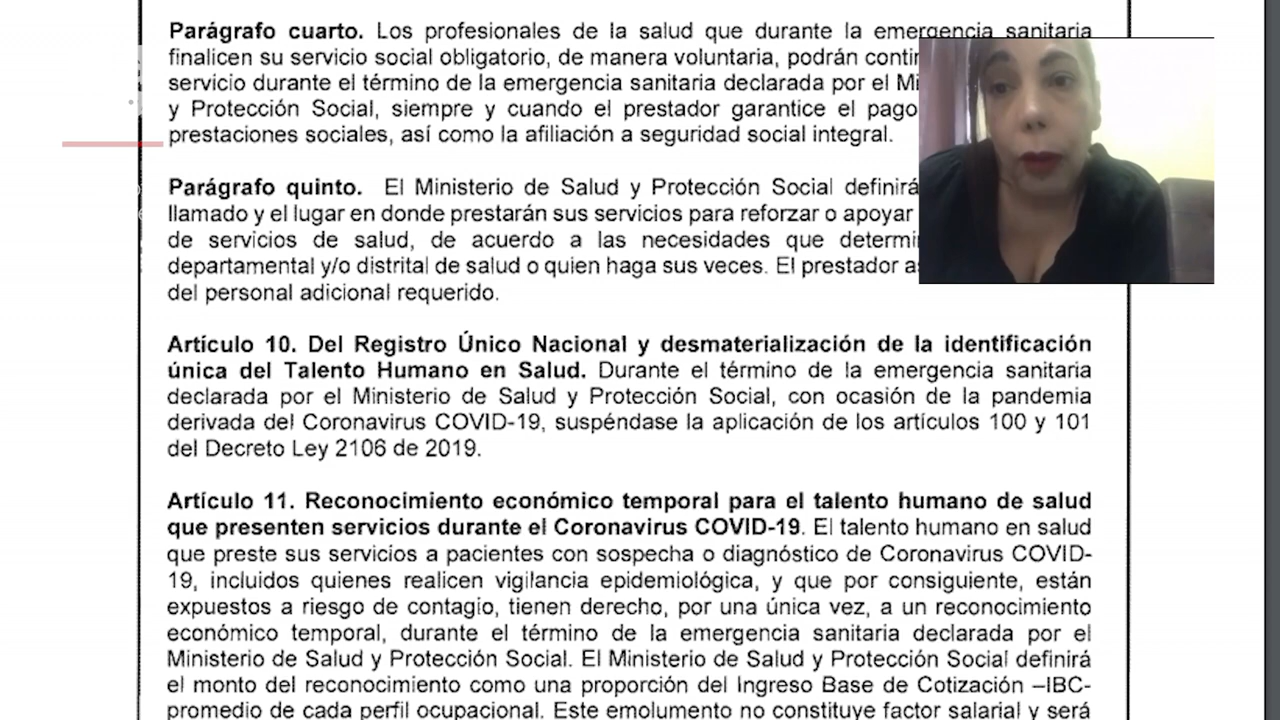 Parágrafo cuarto. Los profesionales de la salud que durante la emergencia sanitaria
finalicen su servicio social obligatorio, de manera voluntaria, podrán
servicio durante el término de la emergencia sanitaria declarada por el
y Protección Social, siempre y cuando el prestador garantice el pago
prestaciones sociales, así como la afiliación a seguridad social integral.
Parágrafo quinto. El Ministerio de Salud y Protección Social definirá
llamado y el lugar en donde prestarán sus servicios para reforzar o apoyar
de servicios de salud, de acuerdo a las necesidades que
departamental y/o distrital de salud o quien haga sus veces. El prestador
del personal adicional requerido.
Artículo 10. Del Registro Único Nacional y desmaterialización de la identificación
única del Talento Humano en Salud. Durante el término de la emergencia sanitaria
declarada por el Ministerio de Salud y Protección Social, con ocasión de la pandemia
derivada del Coronavirus COVID-19, suspéndase la aplicación de los artículos 100 y 101
del Decreto Ley 2106 de 2019.
Artículo 11. Reconocimiento económico temporal para el talento humano de salud
que presenten servicios durante el Coronavirus COVID-19. El talento humano en salud
que preste sus servicios a pacientes con sospecha o diagnóstico de Coronavirus COVID-
19, incluidos quienes realicen vigilancia epidemiológica, y que por consiguiente, están
expuestos a riesgo de contagio, tienen derecho, por una única vez, a un reconocimiento
económico temporal, durante el término de la emergencia sanitaria declarada por el
Ministerio de Salud y Protección Social. El Ministerio de Salud y Protección Social definirá
el monto del reconocimiento como una proporción del Ingreso Base de Cotización –IBC-
promedio de cada perfil ocupacional. Este emolumento no constituye factor salarial y será